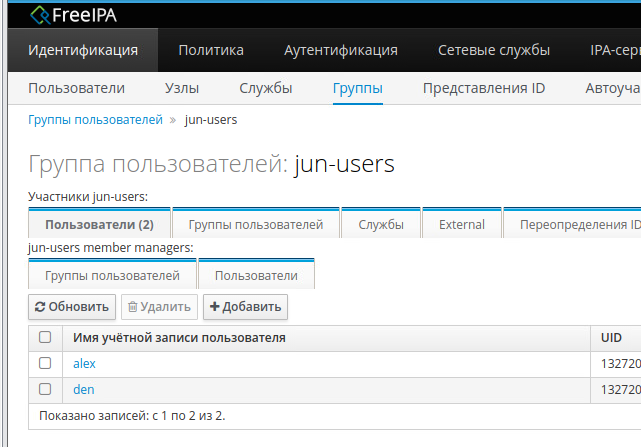 FreeIPA
Идентификация Политика Аутентификация Сетевые службы IPA-сер
Пользователи Узлы Службы Группы Представления ID Автоуча
Группы пользователей » jun-users
Группа пользователей: jun-users
Участники jun-users:
Пользователи (2) Группы пользователей Службы External Переопределения ID
jun-users member managers:
Группы пользователей Пользователи
Обновить Удалить Добавить
Имя учётной записи пользователя UID
alex 132720
den 132720
Показано записей: с 1 по 2 из 2.